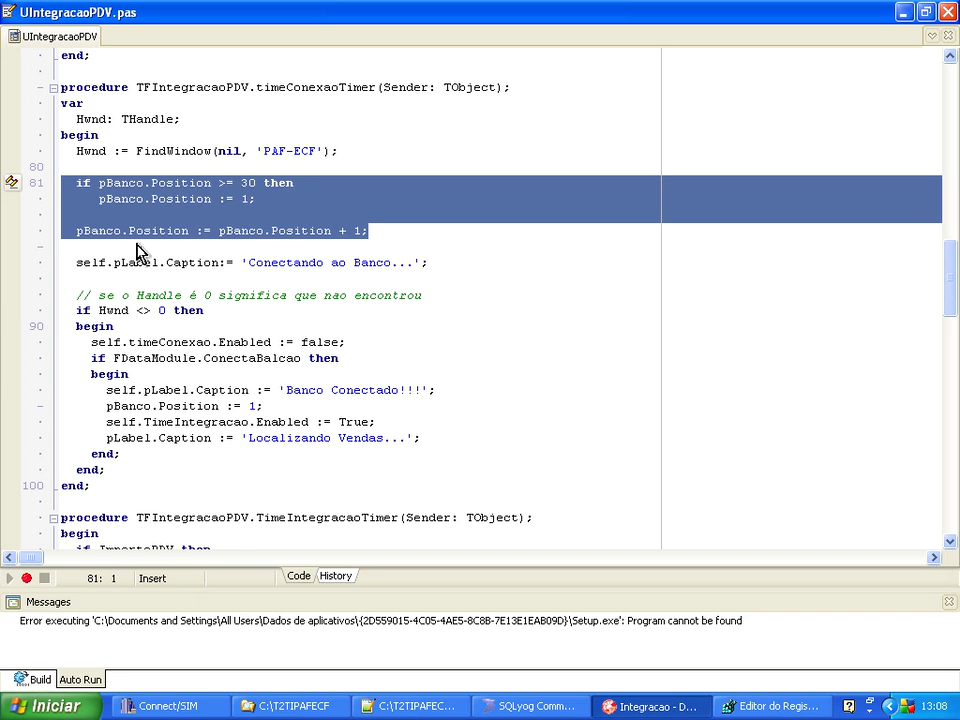 UIntegracaoPDV.pas
UIntegracaoPDV
end;
procedure TFIntegracaoPDV.timeConexaoTimer(Sender: TObject);
var
Hwnd: THandle;
begin
Hwnd := FindWindow(nil, 'PAF-ECF');
80
81 if pBanco.Position >= 30 then
pBanco.Position := 1;
pBanco.Position := pBanco.Position + 1;
self.pLabel.Caption:= 'Conectando ao Banco...';
// se o Handle é 0 significa que nao encontrou
if Hwnd <> 0 then
90 begin
self.timeConexao.Enabled := false;
if FDataModule.ConectaBalcao then
begin
self.pLabel.Caption := 'Banco Conectado!!!';
pBanco.Position := 1;
self.TimeIntegracao.Enabled := True;
pLabel.Caption := 'Localizando Vendas...';
end;
end;
100 end;
procedure TFIntegracaoPDV.TimeIntegracaoTimer(Sender: TObject);
begin
if ImportaPDV then
81: 1 Insert Code History
Messages
Error executing 'C:\Documents and Settings\All Users\Dados de aplicativos\{2D559015-4C05-4AE5-8C8B-7E13E1EAB09D}\Setup.exe': Program cannot be found
Build Auto Run
Iniciar Connect/SIM C:\T2TIPAFECF C:\T2TIPAFEC... SQLyog Comm... Integracao - D... Editor do Regis... 13:08